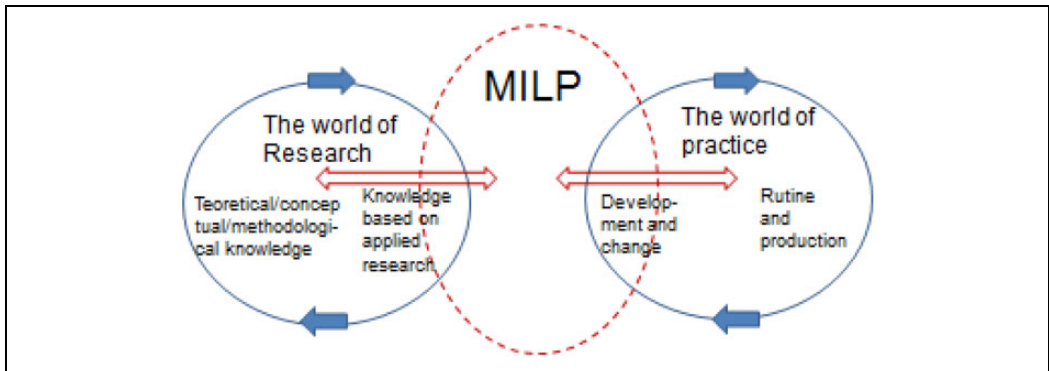 MILP
The world of
Research
Teoretical/concep
tual/methodologi-
cal knowledge
Knowledge
based on
applied
research
The world of
practice
Develop-
ment and
change
Rutine
and
production